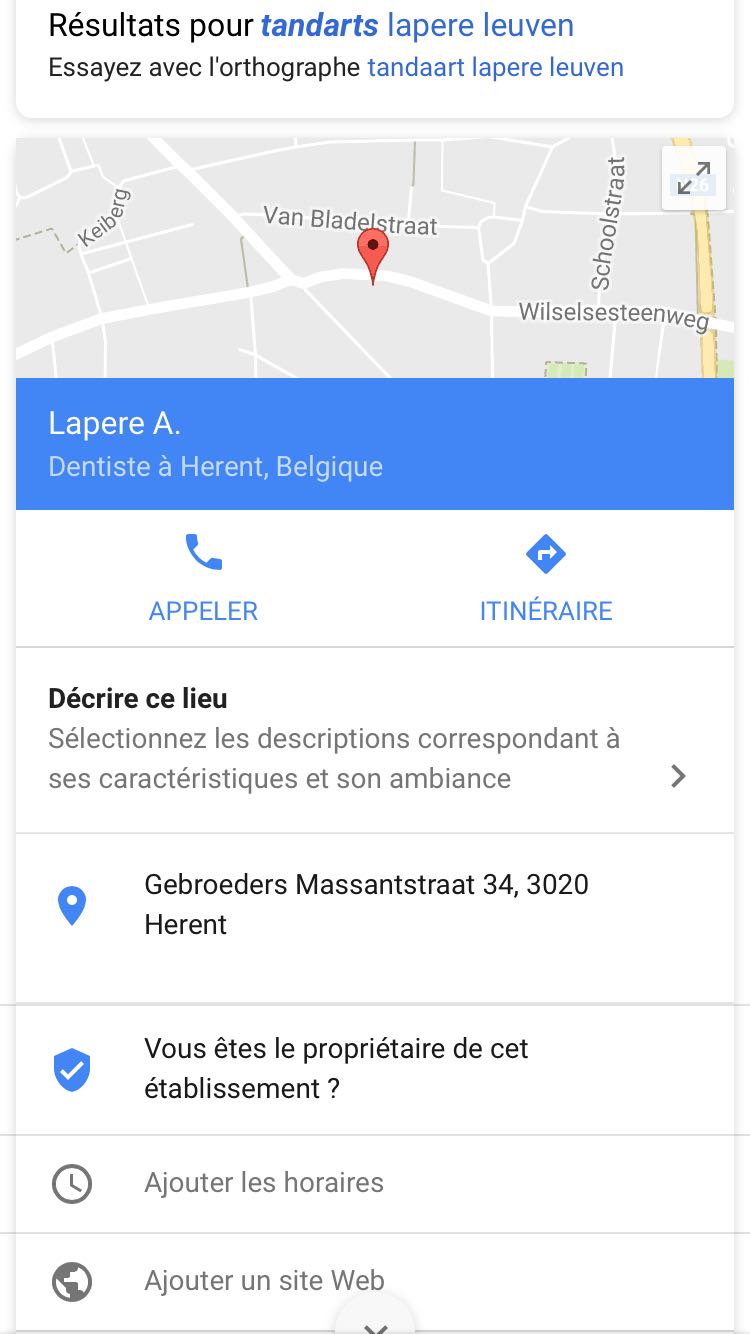 Résultats pour tandarts lapere leuven
Essayez avec l'orthographe tandaart lapere leuven
Keiberg
Van Bladelstraat
Schoolstraat
N26
Wilselsesteenweg
Lapere A.
Dentiste à Herent, Belgique
APPELER
ITINÉRAIRE
Décrire ce lieu
Sélectionnez les descriptions correspondant à
ses caractéristiques et son ambiance
Gebroeders Massantstraat 34, 3020
Herent
Vous êtes le propriétaire de cet
établissement ?
Ajouter les horaires
Ajouter un site Web